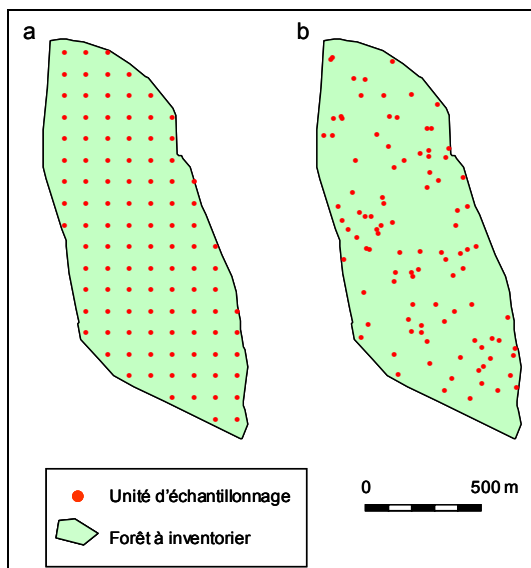 a
b
Unité d'échantillonnage
Forêt à inventorier
0
500 m